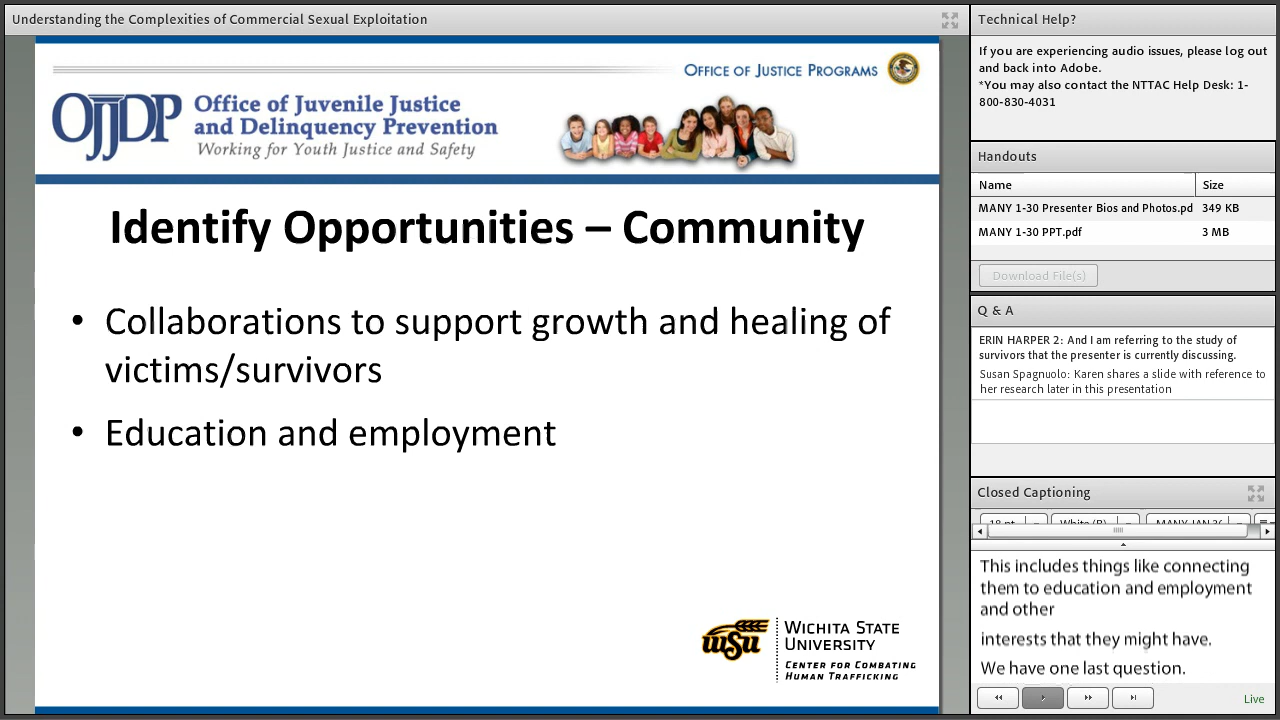 Understanding the Complexities of Commercial Sexual Exploitation
OFFICE OF JUSTICE PROGRAMS
OJJDP
Office of Juvenile Justice
and Delinquency Prevention
Working for Youth Justice and Safety
Identify Opportunities – Community
• Collaborations to support growth and healing of
victims/survivors
• Education and employment
wsu
WICHITA STATE
UNIVERSITY
CENTER FOR COMBATING
HUMAN TRAFFICKING
Technical Help?
If you are experiencing audio issues, please log out
and back into Adobe.
*You may also contact the NTTAC Help Desk: 1-
800-830-4031
Handouts
Name Size
MANY 1-30 Presenter Bios and Photos.pd 349 KB
MANY 1-30 PPT.pdf 3 MB
Download File(s)
Q & A
ERIN HARPER 2: And I am referring to the study of
survivors that the presenter is currently discussing.
Susan Spagnuolo: Karen shares a slide with reference to
her research later in this presentation
Closed Captioning
This includes things like connecting
them to education and employment
and other
interests that they might have.
We have one last question.
Live